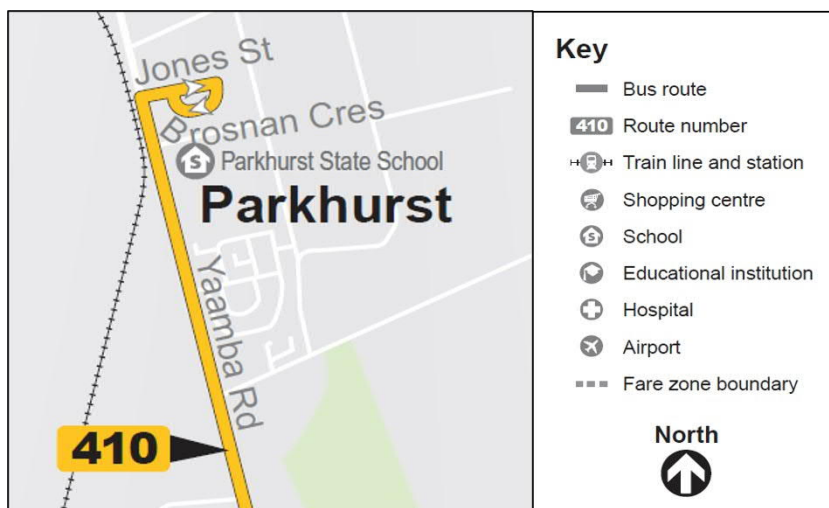 Jones St
Brosnan Cres
S Parkhurst State School
Parkhurst
Yaamba Rd
410
Key
Bus route
410 Route number
Train line and station
Shopping centre
S School
Educational institution
Hospital
Airport
Fare zone boundary
North